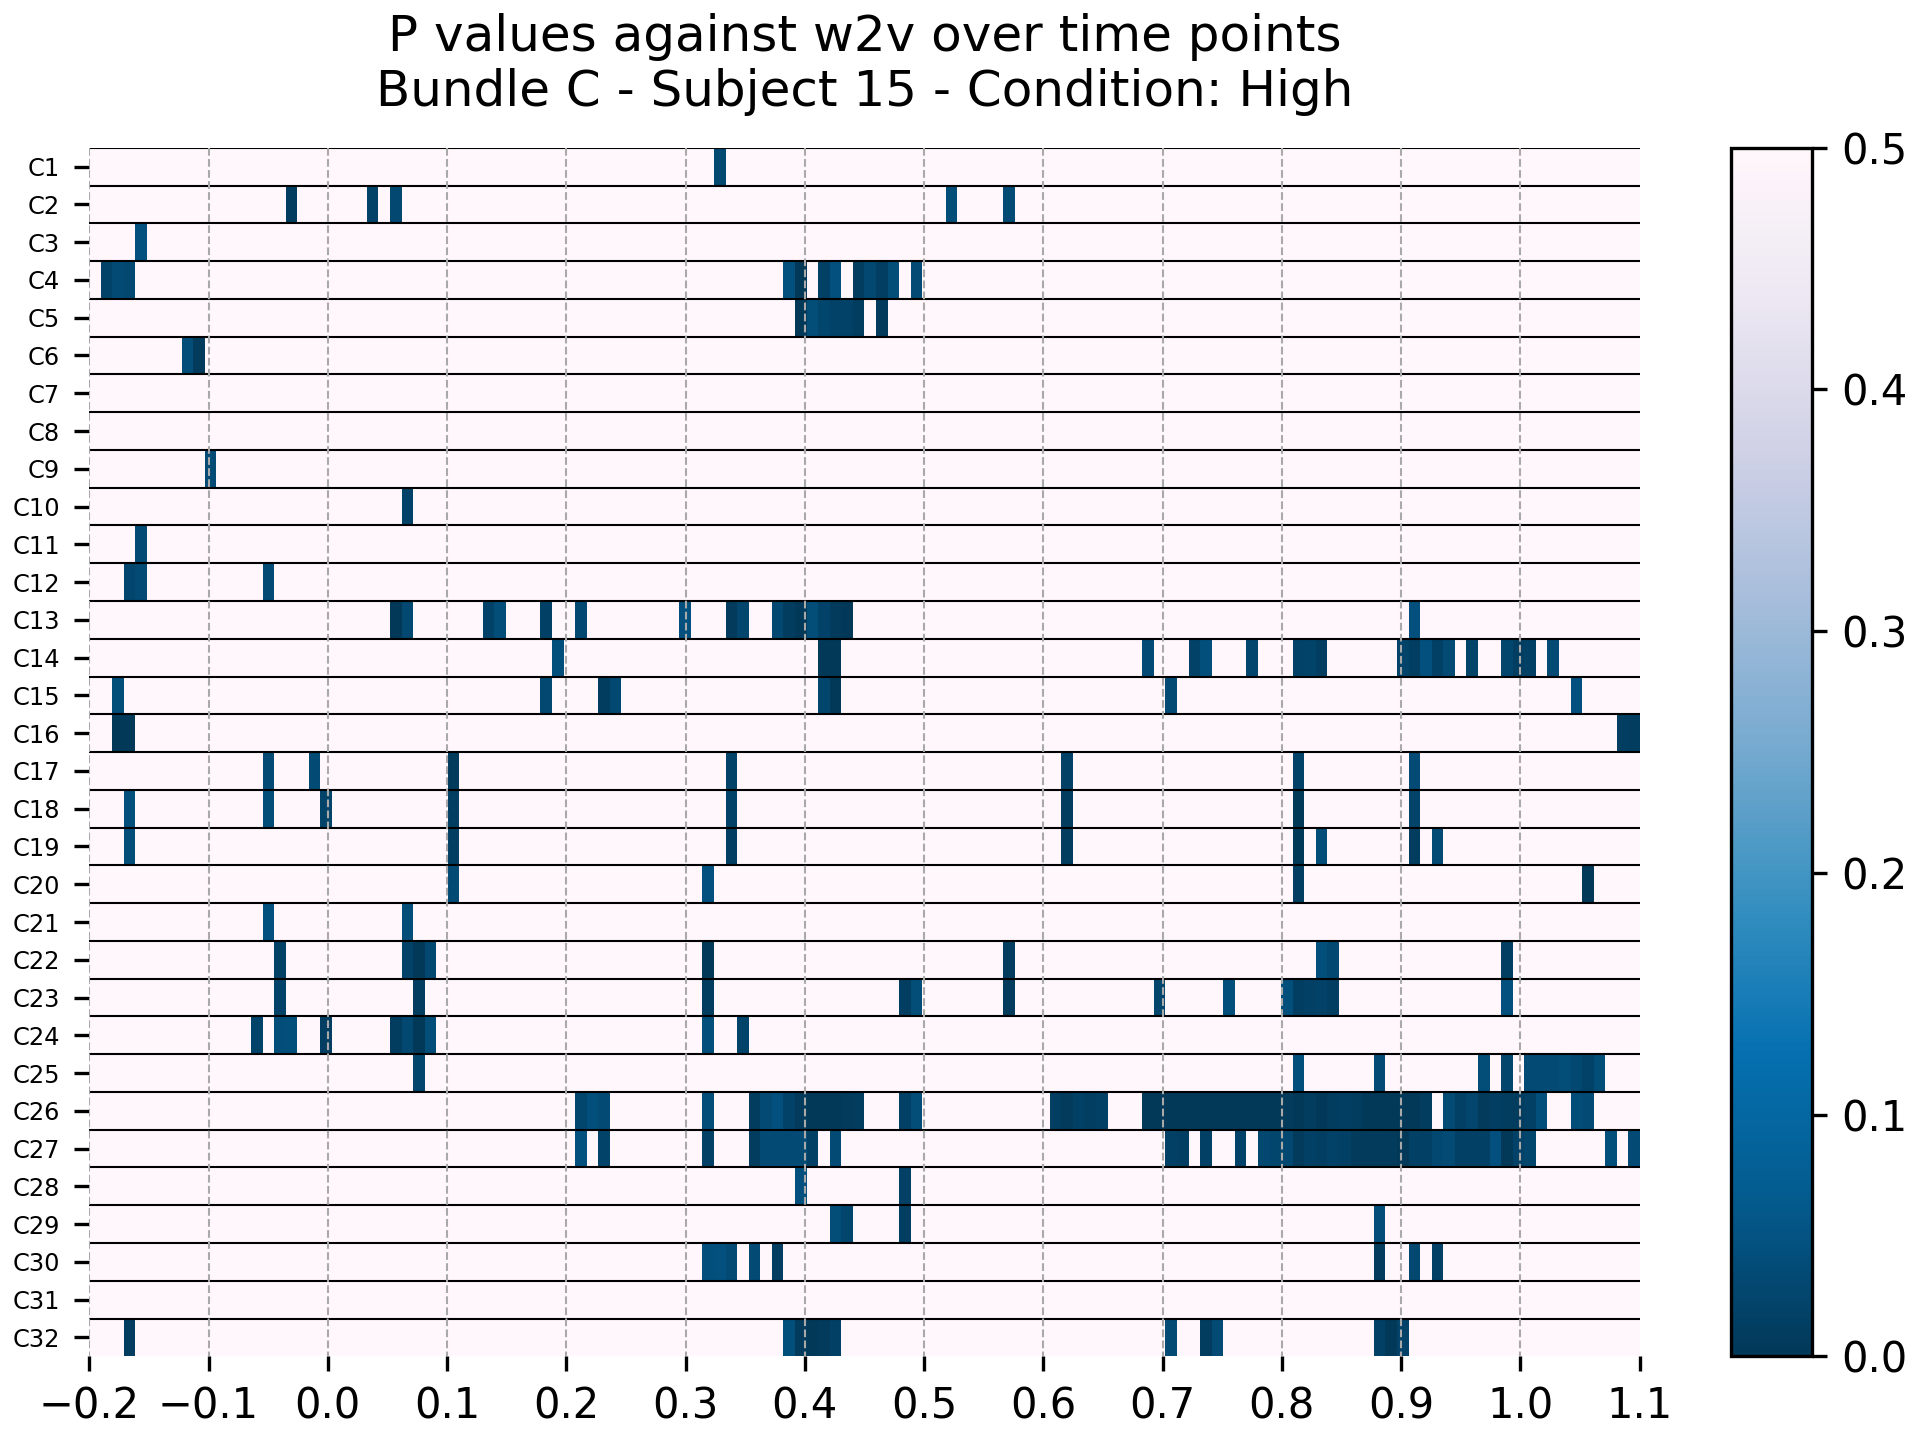 P values against w2v over time points
Bundle C - Subject 15 - Condition: High
C1
C2
C3
C4
C5
C6
C7
C8
C9
C10
C11
C12
C13
C14
C15
C16
C17
C18
C19
C20
C21
C22
C23
C24
C25
C26
C27
C28
C29
C30
C31
C32
−0.2 −0.1 0.0 0.1 0.2 0.3 0.4 0.5 0.6 0.7 0.8 0.9 1.0 1.1
0.5
0.4
0.3
0.2
0.1
0.0